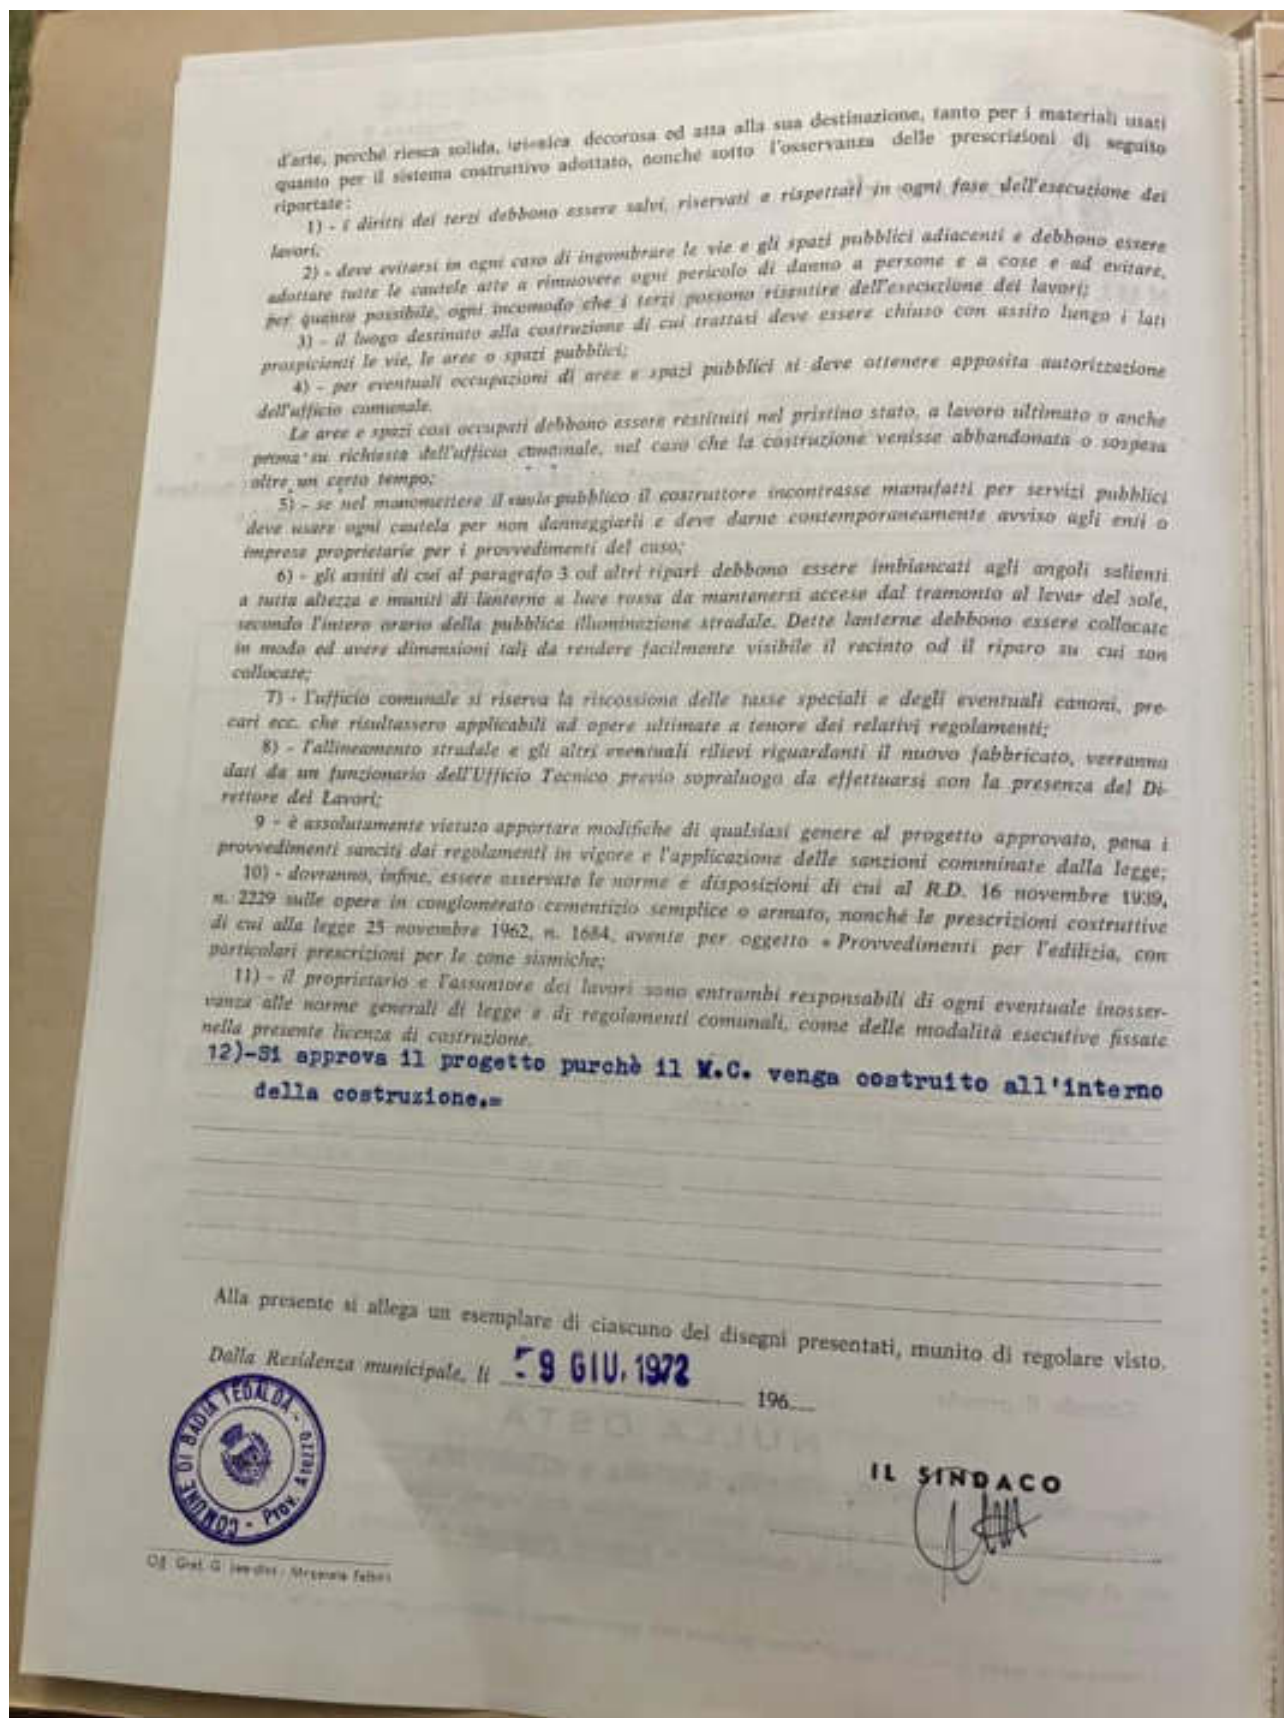 d'arte, perché riesca solida, igienica decorosa ed atta alla sua destinazione, tanto per i materiali usati
quanto per il sistema costruttivo adottato, nonché sotto l'osservanza delle prescrizioni di seguito
riportate:
1) - i diritti dei terzi debbono essere salvi, riservati e rispettati in ogni fase dell'esecuzione dei
lavori;
2) - deve evitarsi in ogni caso di ingombrare le vie e gli spazi pubblici adiacenti e debbono essere
adottate tutte le cautele atte a rimuovere ogni pericolo di danno a persone e a cose e ad evitare,
per quanto possibile, ogni incomodo che i terzi possono risentire dell'esecuzione dei lavori;
3) - il luogo destinato alla costruzione di cui trattasi deve essere chiuso con assito lungo i lati
prospicienti le vie, le aree o spazi pubblici;
4) - per eventuali occupazioni di aree e spazi pubblici si deve ottenere apposita autorizzazione
dell'ufficio comunale.
Le aree e spazi così occupati debbono essere restituiti nel pristino stato, a lavoro ultimato o anche
prima su richiesta dell'ufficio comunale, nel caso che la costruzione venisse abbandonata o sospesa
oltre un certo tempo;
5) - se nel manomettere il suolo pubblico il costruttore incontrasse manufatti per servizi pubblici
deve usare ogni cautela per non danneggiarli e deve darne contemporaneamente avviso agli enti o
imprese proprietarie per i provvedimenti del caso;
6) - gli assiti di cui al paragrafo 3 od altri ripari debbono essere imbiancati agli angoli salienti
a tutta altezza e muniti di lanterne a luce rossa da mantenersi accese dal tramonto al levar del sole,
secondo l'intero orario della pubblica illuminazione stradale. Dette lanterne debbono essere collocate
in modo ed avere dimensioni tali da rendere facilmente visibile il recinto od il riparo su cui son
collocate;
7) - l'ufficio comunale si riserva la riscossione delle tasse speciali e degli eventuali canoni, pre-
cari ecc. che risultassero applicabili ad opere ultimate a tenore dei relativi regolamenti;
8) - l'allineamento stradale e gli altri eventuali rilievi riguardanti il nuovo fabbricato, verranno
dati da un funzionario dell'Ufficio Tecnico previo sopraluogo da effettuarsi con la presenza del Di-
rettore dei Lavori;
9 - è assolutamente vietato apportare modifiche di qualsiasi genere al progetto approvato, pena i
provvedimenti sanciti dai regolamenti in vigore e l'applicazione delle sanzioni comminate dalla legge;
10) - dovranno, infine, essere osservate le norme e disposizioni di cui al R.D. 16 novembre 1939,
n. 2229 sulle opere in conglomerato cementizio semplice o armato, nonché le prescrizioni costruttive
di cui alla legge 25 novembre 1962, n. 1684, avente per oggetto « Provvedimenti per l'edilizia, con
particolari prescrizioni per le zone sismiche;
11) - il proprietario e l'assuntore dei lavori sono entrambi responsabili di ogni eventuale inosser-
vanza alle norme generali di legge e di regolamenti comunali, come delle modalità esecutive fissate
nella presente licenza di costruzione.
12)-Si approva il progetto purchè il W.C. venga costruito all'interno
della costruzione.=
Alla presente si allega un esemplare di ciascuno dei disegni presentati, munito di regolare visto.
Dalla Residenza municipale, li - 9 GIU. 1972 196
COMUNE DI BADIA TEDALDA - Prov. Arezzo
IL SINDACO
Off. Graf. G.